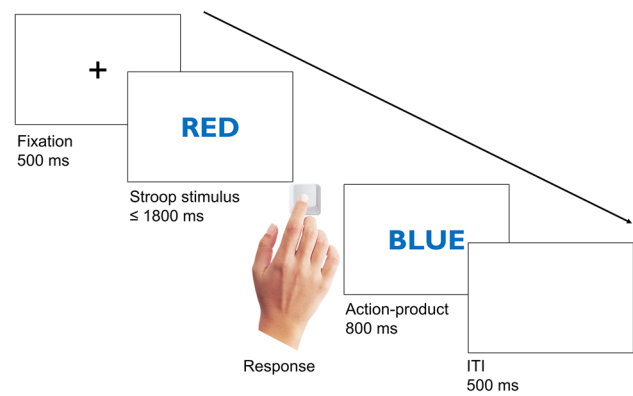 +
Fixation
500 ms
RED
Stroop stimulus
≤ 1800 ms
Response
BLUE
Action-product
800 ms
ITI
500 ms